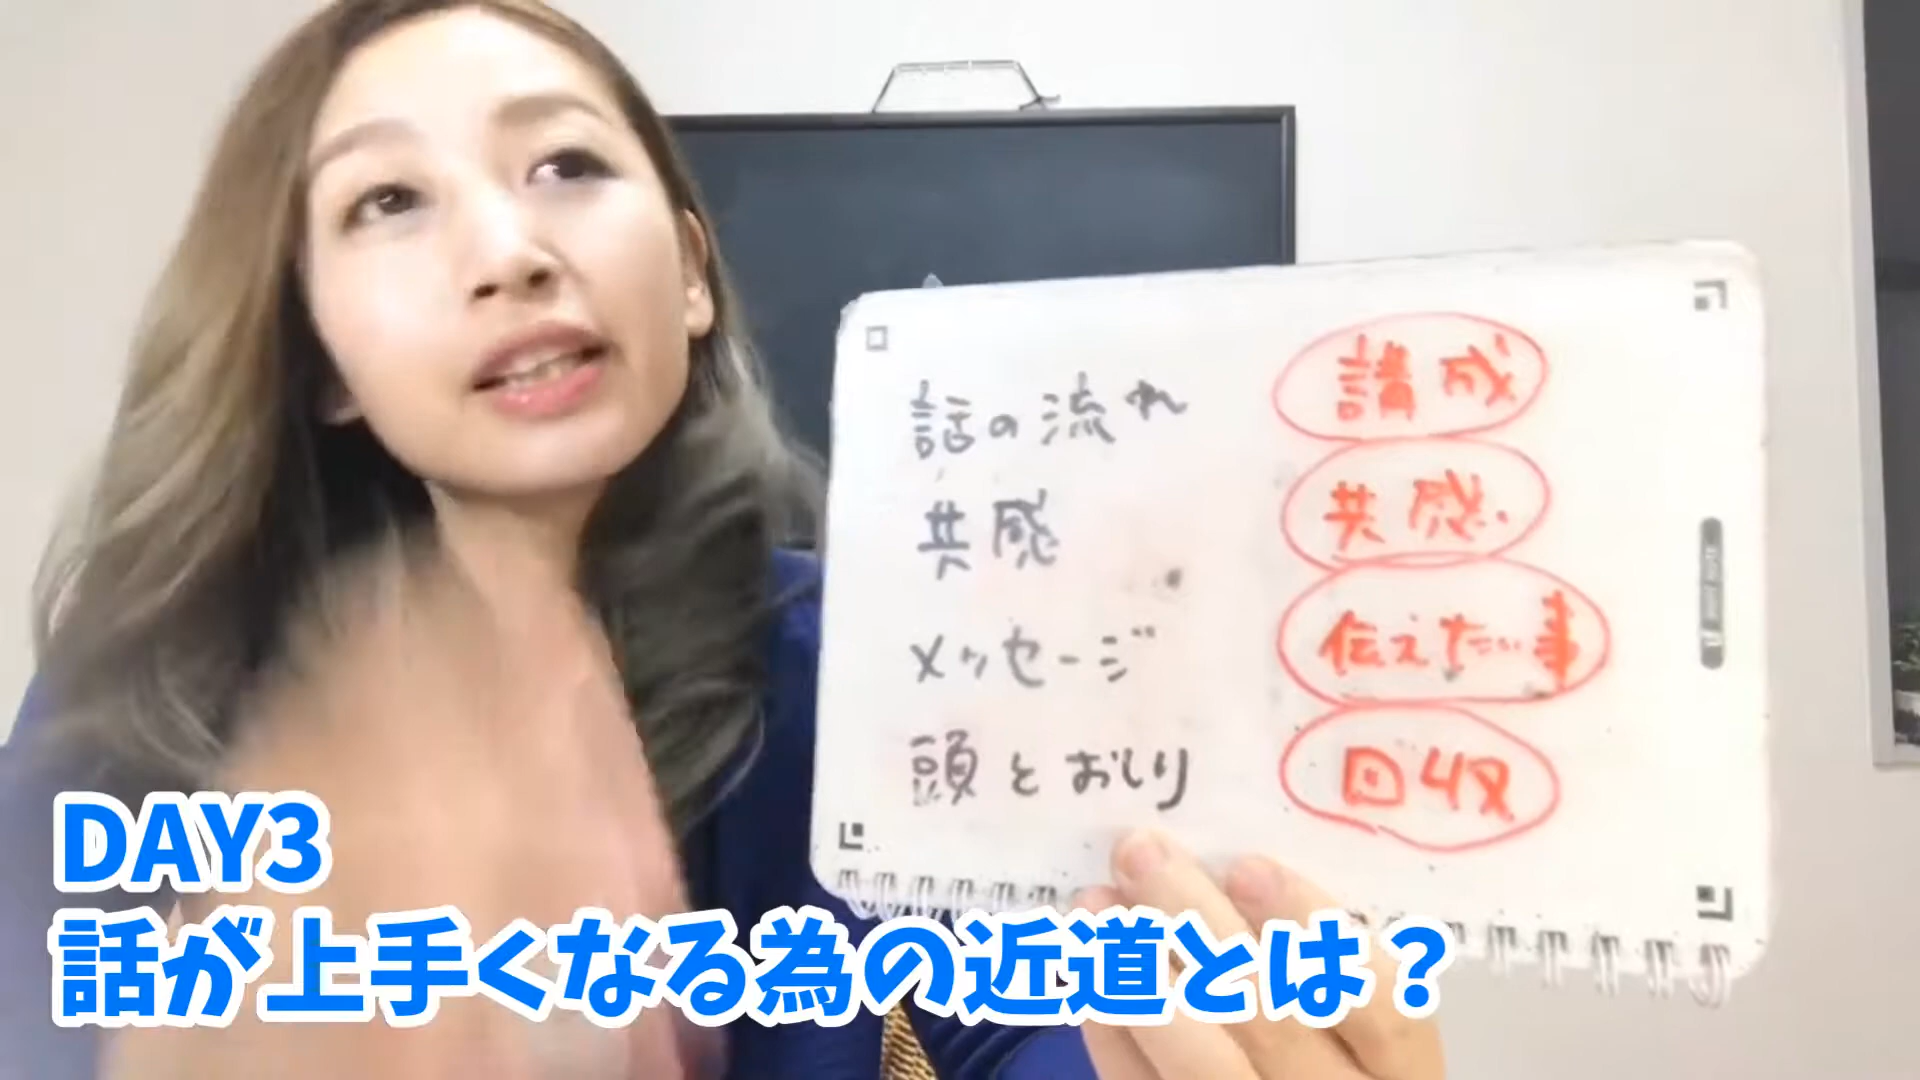 話の流れ 講成
共感 共感
メッセージ 伝えたい事
頭とおしり 回収
DAY3
話が上手くなる為の近道とは？